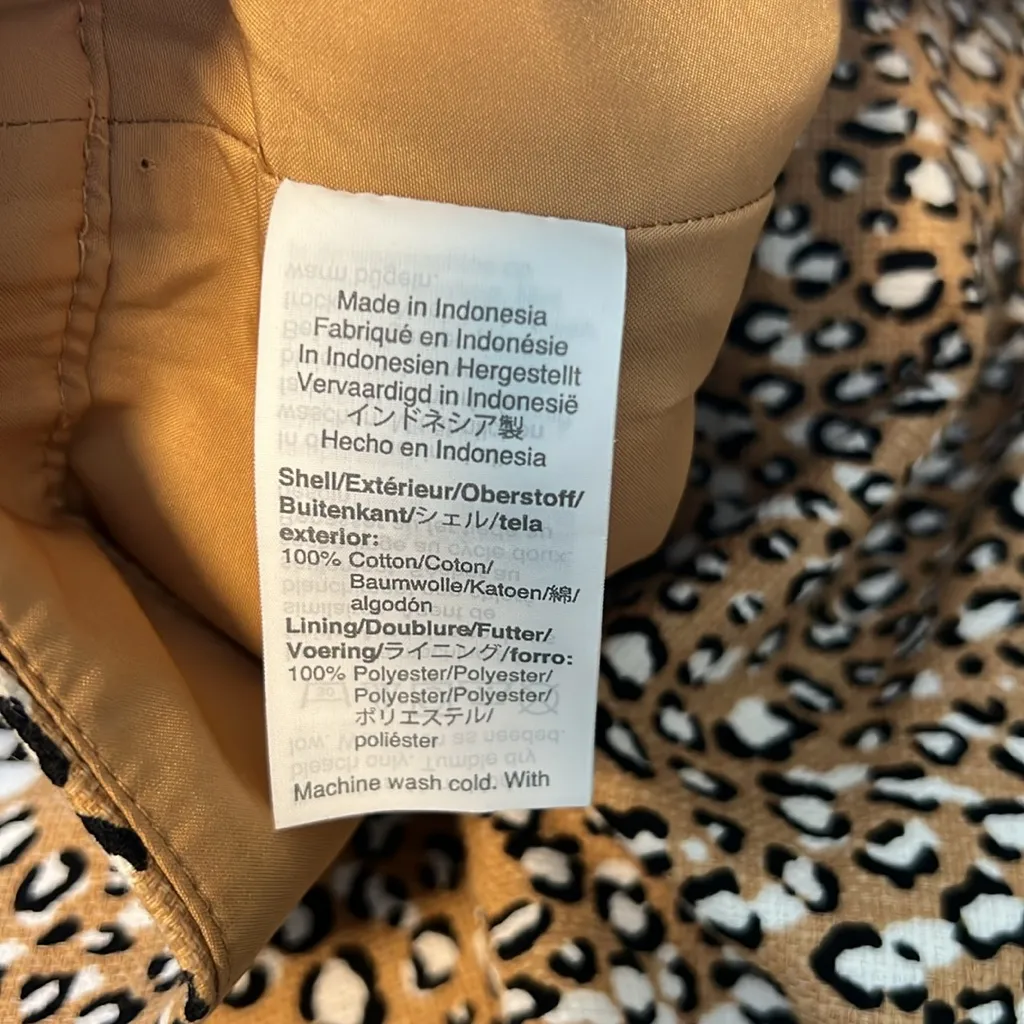 Made in Indonesia
Fabriqué en Indonésie
In Indonesien Hergestellt
Vervaardigd in Indonesië
インドネシア製
Hecho en Indonesia
Shell/Extérieur/Oberstoff/
Buitenkant/シェル/tela
exterior:
100% Cotton/Coton/
Baumwolle/Katoen/綿/
algodón
Lining/Doublure/Futter/
Voering/ライニング/forro:
100% Polyester/Polyester/
Polyester/Polyester/
ポリエステル/
poliéster
Machine wash cold. With